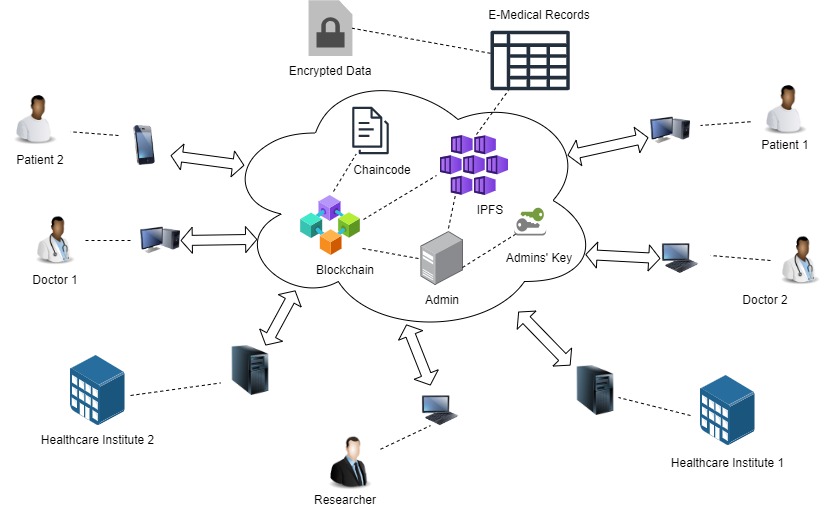 E-Medical Records
Encrypted Data
Patient 2
Patient 1
Chaincode
IPFS
Doctor 1
Blockchain
Admins' Key
Admin
Doctor 2
Healthcare Institute 2
Healthcare Institute 1
Researcher